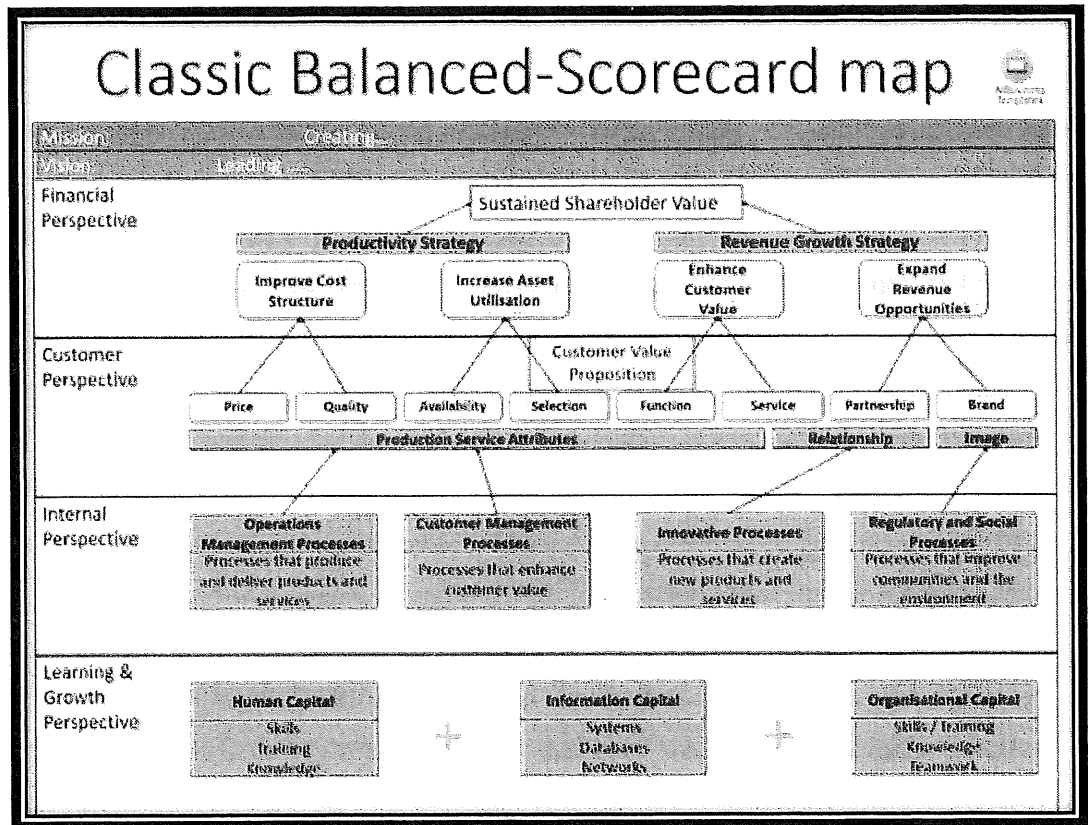 Classic Balanced-Scorecard map
Templates
Mission Creating...
Vision Leading ....
Financial
Perspective
Sustained Shareholder Value
Productivity Strategy
Revenue Growth Strategy
Improve Cost
Structure
Increase Asset
Utilisation
Enhance
Customer
Value
Expand
Revenue
Opportunities
Customer
Perspective
Customer Value
Proposition
Price
Quality
Availability
Selection
Function
Service
Partnership
Brand
Production Service Attributes
Relationship
Image
Internal
Perspective
Operations
Management Processes
Processes that produce
and deliver products and
services
Customer Management
Processes
Processes that enhance
customer value
Innovative Processes
Processes that create
new products and
services
Regulatory and Social
Processes
Processes that improve
communities and the
environment
Learning &
Growth
Perspective
Human Capital
Skills
Training
Knowledge
+
Information Capital
Systems
Databases
Networks
+
Organisational Capital
Skills / Training
Knowledge
Teamwork